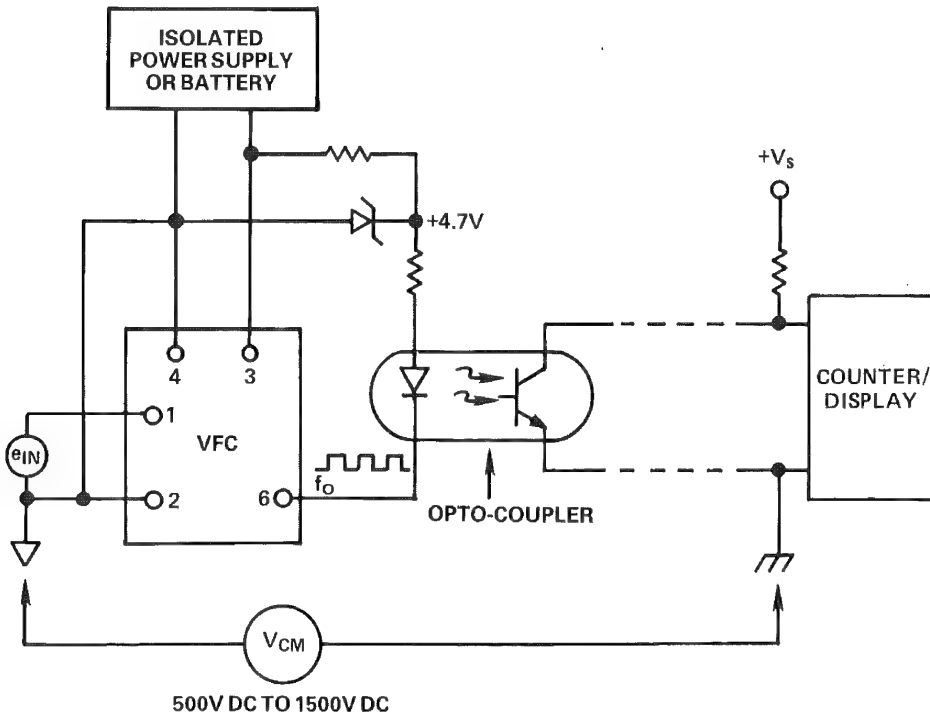 ISOLATED
POWER SUPPLY
OR BATTERY
+Vs
+4.7V
4
3
1
eIN
VFC
COUNTER/
DISPLAY
2
6
fO
OPTO-COUPLER
VCM
500V DC TO 1500V DC